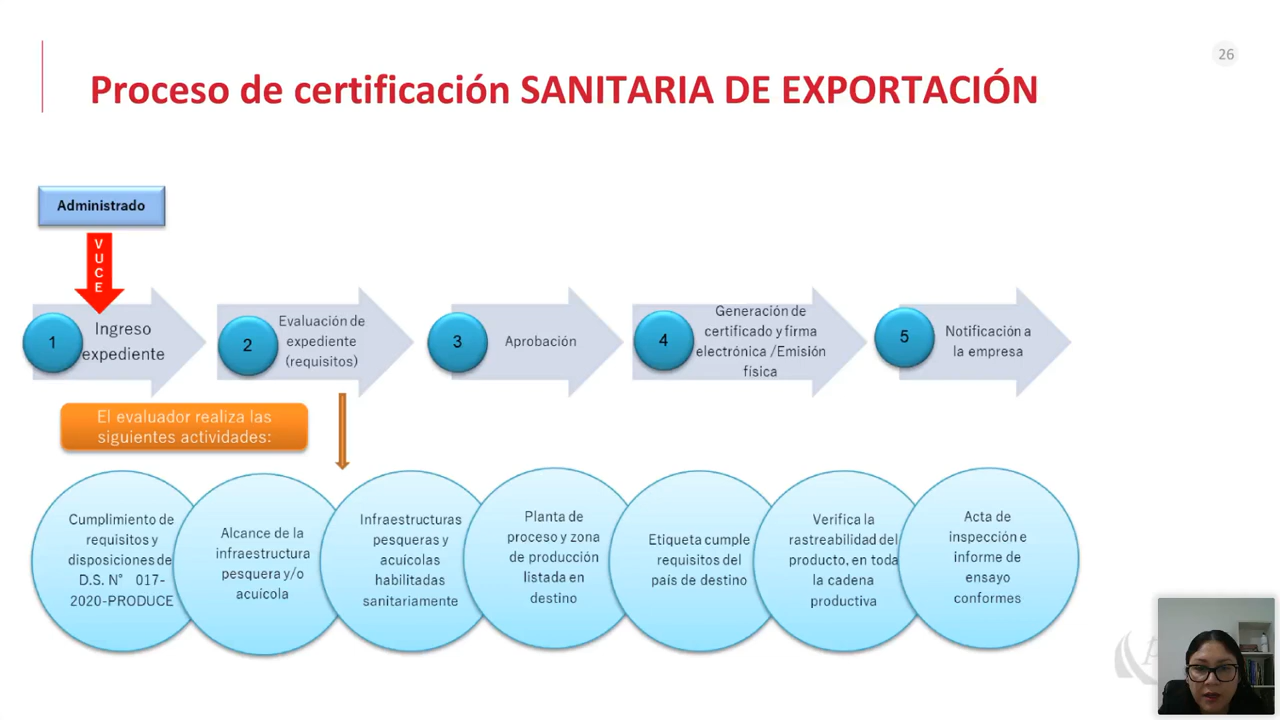 26
Proceso de certificación SANITARIA DE EXPORTACIÓN
Administrado
V
U
C
E
1
Ingreso
expediente
2
Evaluación de
expediente
(requisitos)
3
Aprobación
4
Generación de
certificado y firma
electrónica /Emisión
física
5
Notificación a
la empresa
El evaluador realiza las
siguientes actividades:
Cumplimiento de
requisitos y
disposiciones de
D.S. N° 017-
2020-PRODUCE
Alcance de la
infraestructura
pesquera y/o
acuícola
Infraestructuras
pesqueras y
acuícolas
habilitadas
sanitariamente
Planta de
proceso y zona
de producción
listada en
destino
Etiqueta cumple
requisitos del
país de destino
Verifica la
rastreabilidad del
producto, en toda
la cadena
productiva
Acta de
inspección e
informe de
ensayo
conformes